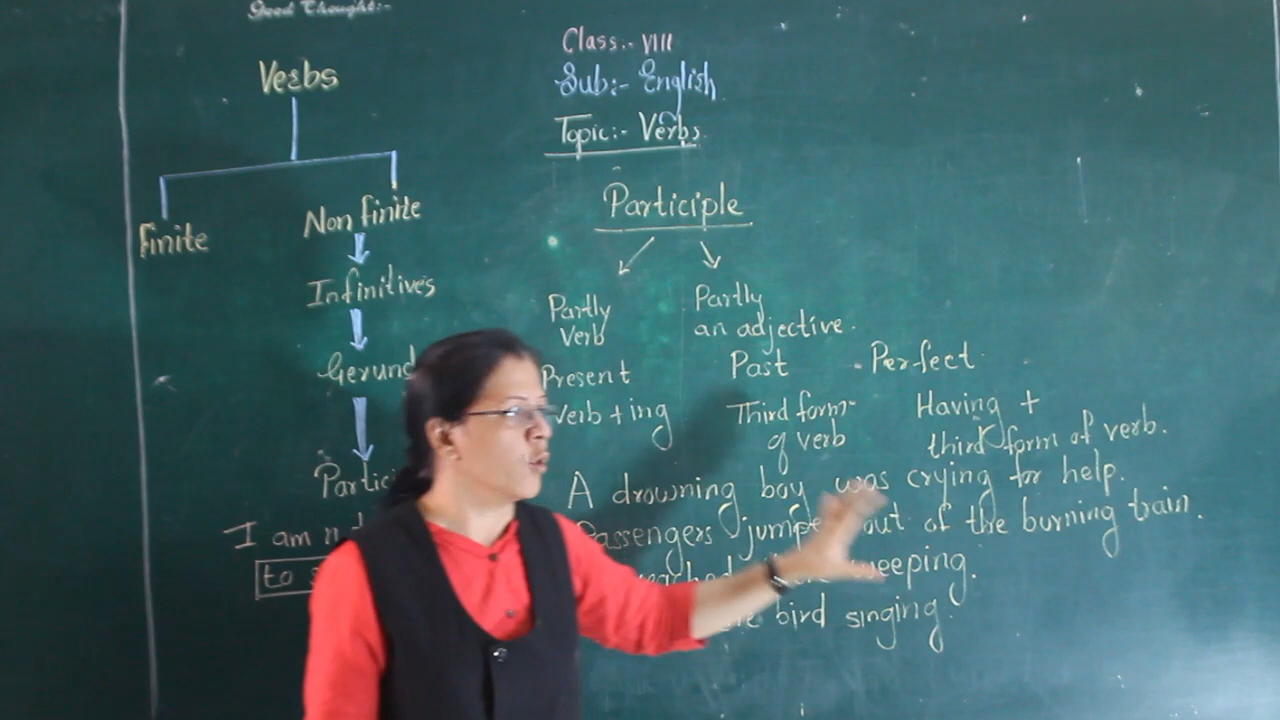 Good Thought:-
Class:- VIII
Sub:- English
Topic:- Verbs.
Verbs
Finite
Non finite
Infinitives
Gerund
I am
to
Participle
Partly
verb
Partly
an adjective.
Present
Past
Perfect
verb + ing
Third form
of verb
Having +
third form of verb.
A drowning boy was crying for help.
Passengers out of the burning train.
weeping.
bird singing.